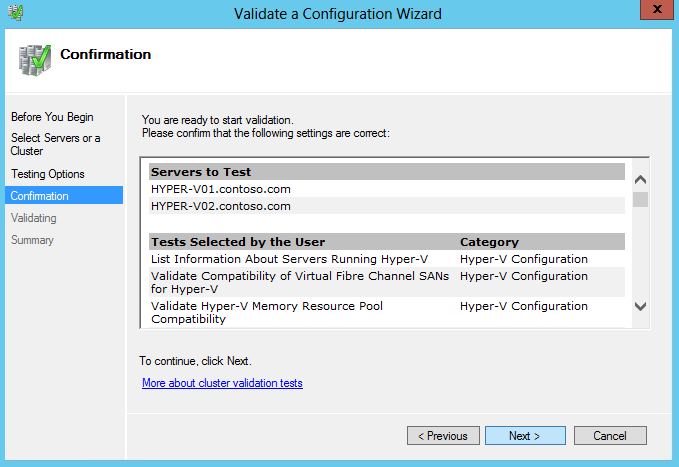 Validate a Configuration Wizard
x
Confirmation
Before You Begin
Select Servers or a
Cluster
Testing Options
Confirmation
Validating
Summary
You are ready to start validation.
Please confirm that the following settings are correct:
Servers to Test
HYPER-V01.contoso.com
HYPER-V02.contoso.com
Tests Selected by the User Category
List Information About Servers Running Hyper-V Hyper-V Configuration
Validate Compatibility of Virtual Fibre Channel SANs Hyper-V Configuration
for Hyper-V
Validate Hyper-V Memory Resource Pool Hyper-V Configuration
Compatibility
To continue, click Next.
More about cluster validation tests
< Previous Next > Cancel